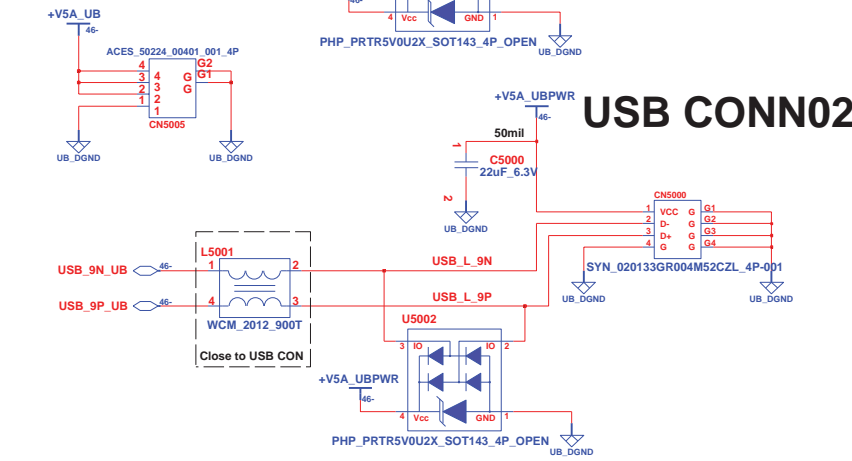 46-
4 Vcc GND 1
PHP_PRTR5V0U2X_SOT143_4P_OPEN
UB_DGND
+V5A_UB
46-
ACES_50224_00401_001_4P
4 4 G G2
3 3 G G1
2 2
1 1
CN5005
UB_DGND
UB_DGND
+V5A_UBPWR
46-
USB CONN02
50mil
1
C5000
22uF_6.3V
2
UB_DGND
CN5000
1 VCC G G1
2 D- G G2
3 D+ G G3
4 G G G4
SYN_020133GR004M52CZL_4P-001
UB_DGND
UB_DGND
L5001
USB_9N_UB 46- 1 2 USB_L_9N
USB_9P_UB 46- 4 3 USB_L_9P
WCM_2012_900T
Close to USB CON
U5002
3 IO IO 2
+V5A_UBPWR
46-
4 Vcc GND 1
PHP_PRTR5V0U2X_SOT143_4P_OPEN
UB_DGND